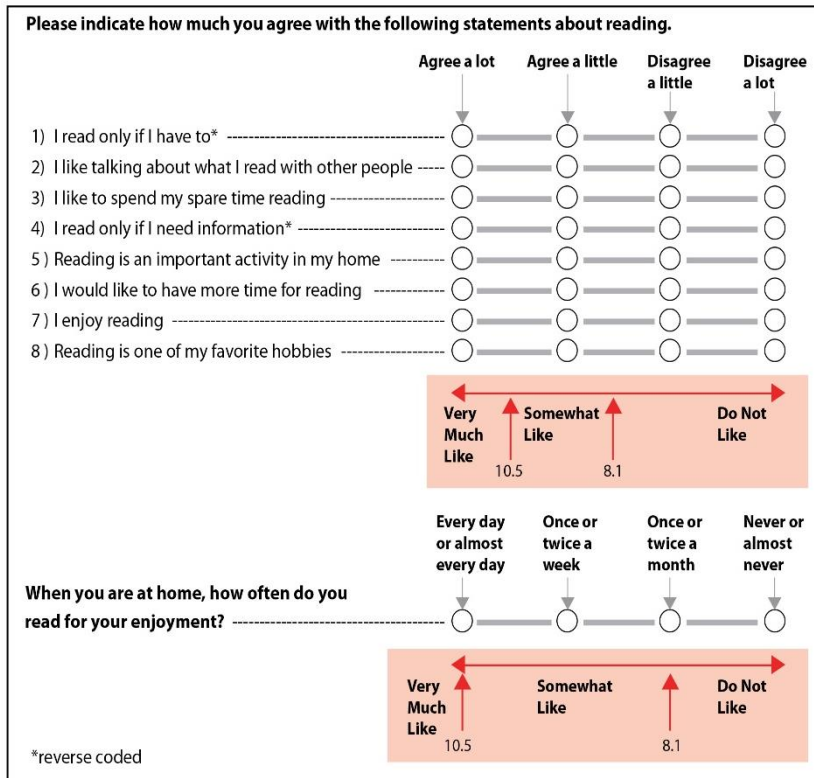 Please indicate how much you agree with the following statements about reading.
Agree a lot Agree a little Disagree a little Disagree a lot
1) I read only if I have to* ----------------------------
2) I like talking about what I read with other people -----
3) I like to spend my spare time reading ----------------
4) I read only if I need information* --------------------
5 ) Reading is an important activity in my home ---------
6 ) I would like to have more time for reading ------------
7 ) I enjoy reading ------------------------------------
8 ) Reading is one of my favorite hobbies ---------------
Very Much Like Somewhat Like Do Not Like
10.5 8.1
Every day or almost every day Once or twice a week Once or twice a month Never or almost never
When you are at home, how often do you
read for your enjoyment? ----------------------------
Very Much Like Somewhat Like Do Not Like
10.5 8.1
*reverse coded